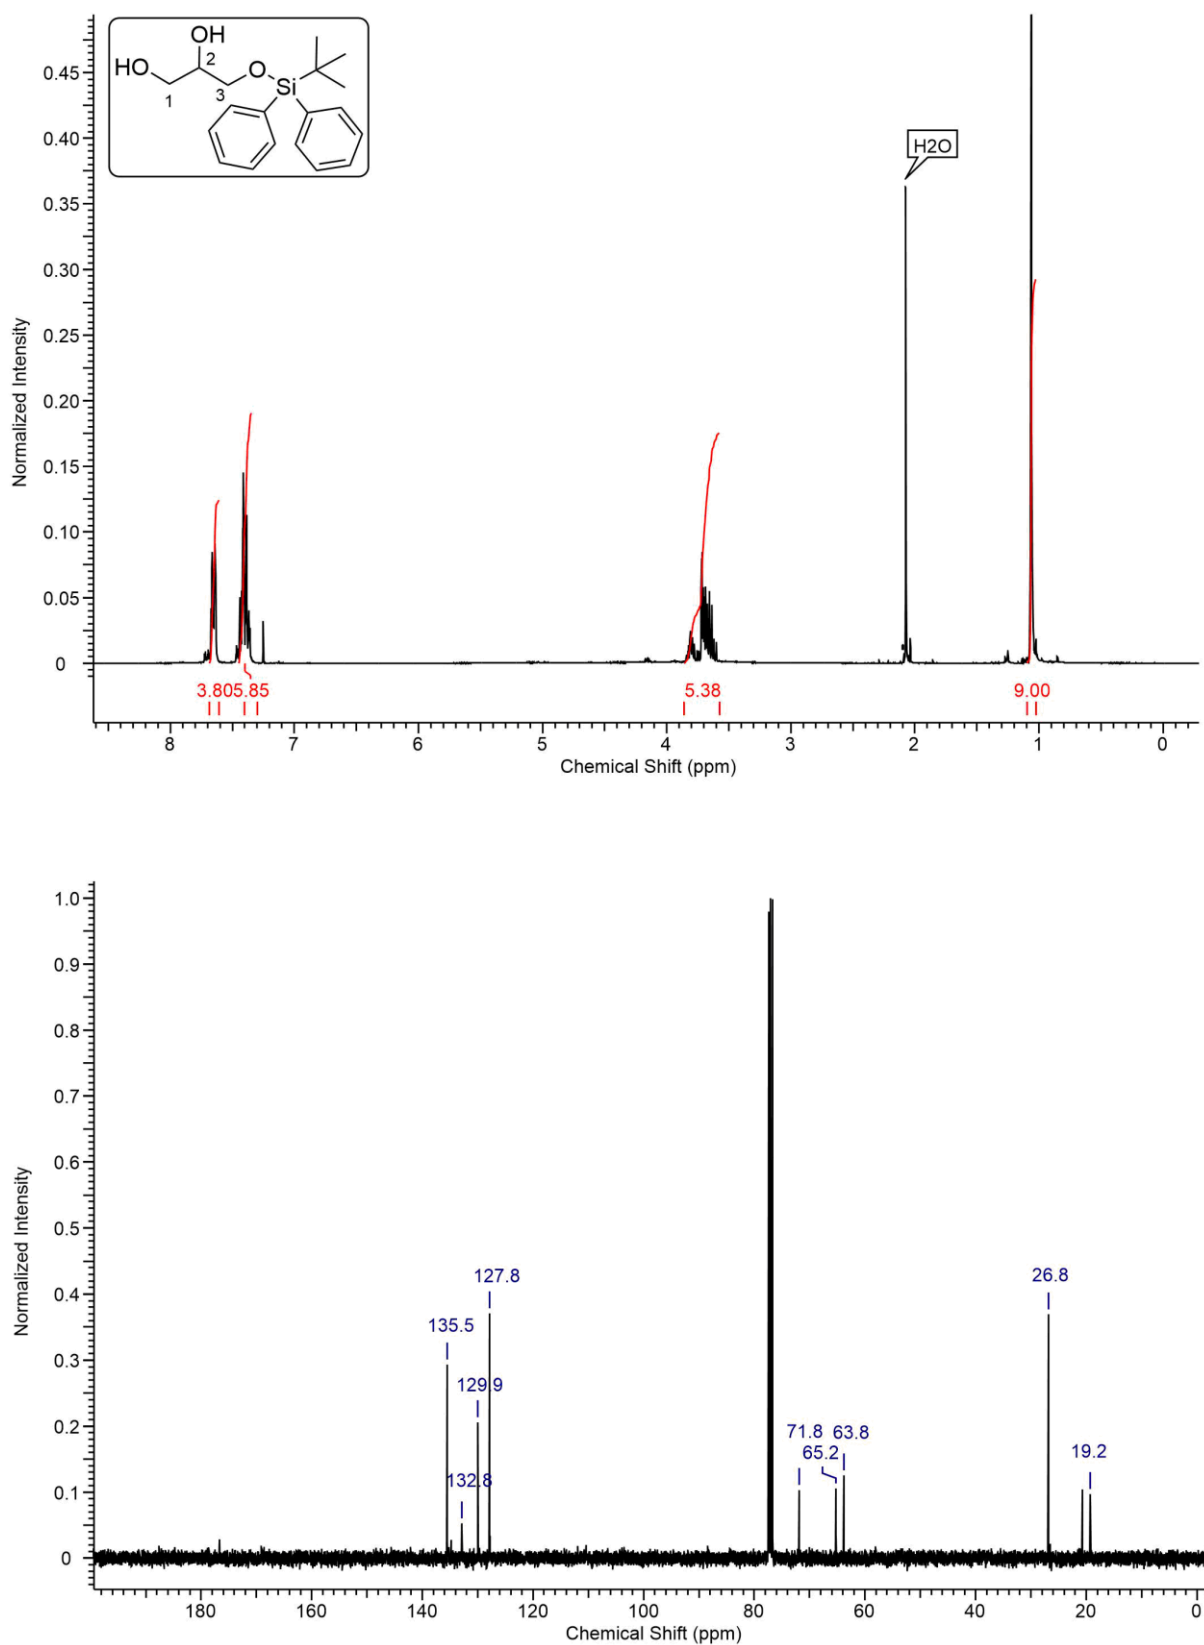 OH
HO
2
O
Si
1
3
H2O
Normalized Intensity
0.45
0.40
0.35
0.30
0.25
0.20
0.15
0.10
0.05
0
3.80 5.85 5.38 9.00
8 7 6 5 4 3 2 1 0
Chemical Shift (ppm)
Normalized Intensity
1.0
0.9
0.8
0.7
0.6
0.5
0.4
0.3
0.2
0.1
0
127.8
135.5
129.9
132.8
71.8
65.2
63.8
26.8
19.2
180 160 140 120 100 80 60 40 20 0
Chemical Shift (ppm)